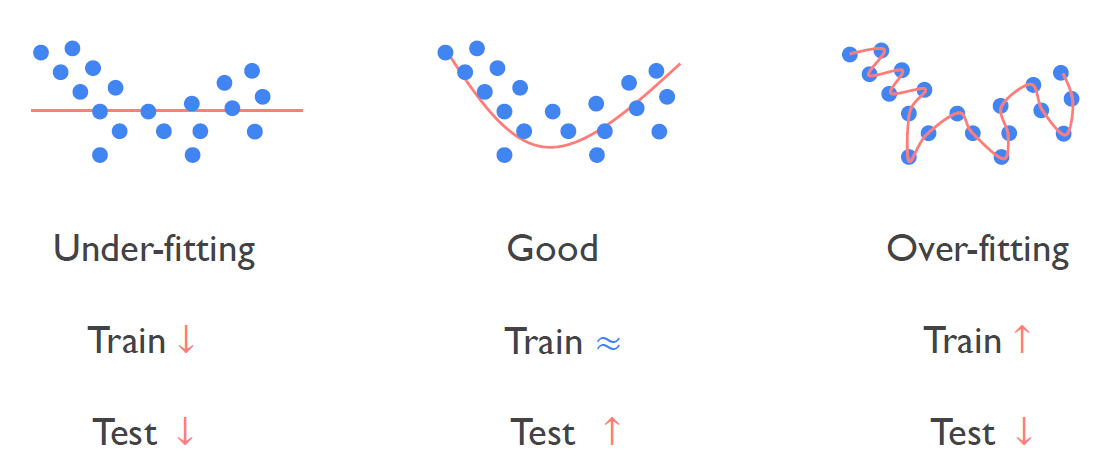 Under-fitting Good Over-fitting
Train ↓ Train ≈ Train ↑
Test ↓ Test ↑ Test ↓